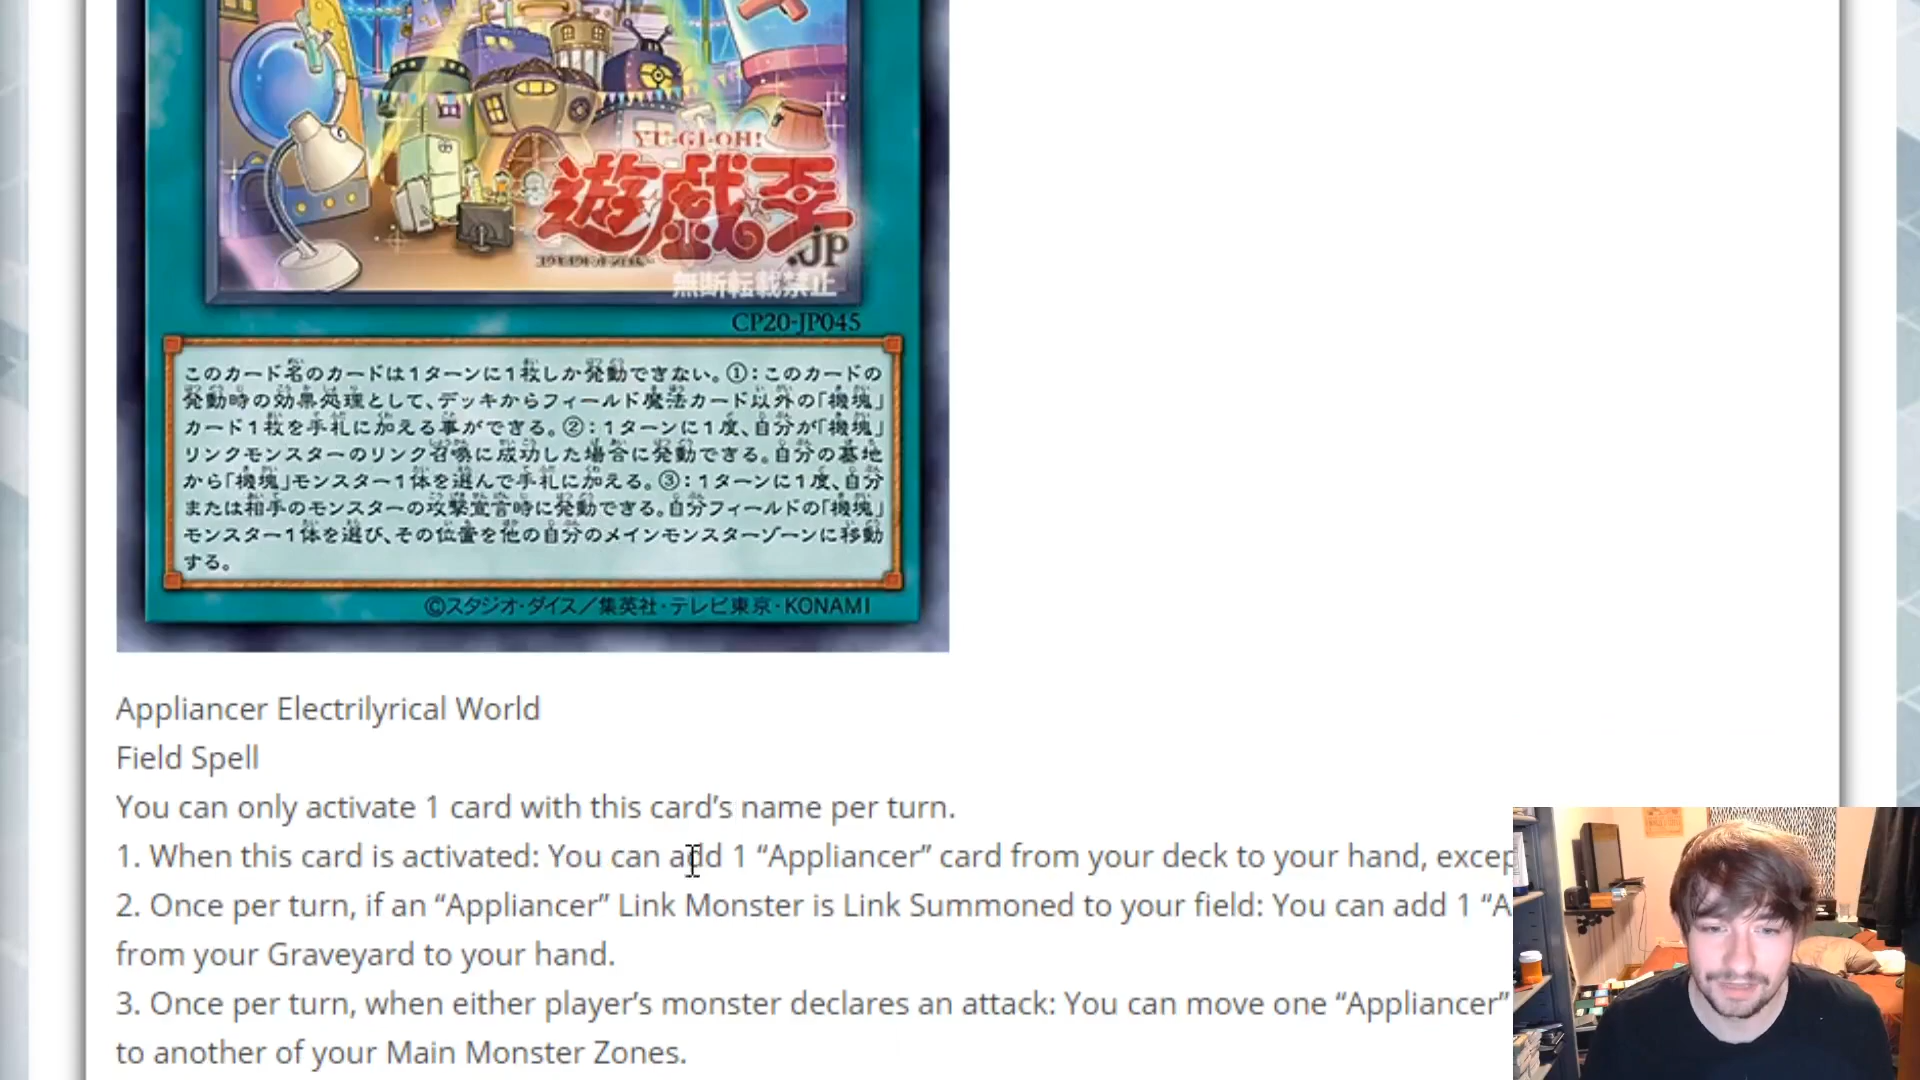 YU-GI-OH!
遊戯王
.jp
無断転載禁止
CP20-JP045
このカード名のカードは1ターンに1枚しか発動できない。①:このカードの
発動時の効果処理として、デッキからフィールド魔法カード以外の「機塊」
カード1枚を手札に加える事ができる。②:1ターンに1度、自分が「機塊」
リンクモンスターのリンク召喚に成功した場合に発動できる。自分の墓地
から「機塊」モンスター1体を選んで手札に加える。③:1ターンに1度、自分
または相手のモンスターの攻撃宣言時に発動できる。自分フィールドの「機塊」
モンスター1体を選び、その位置を他の自分のメインモンスターゾーンに移動
する。
©スタジオ・ダイス/集英社・テレビ東京・KONAMI
Appliancer Electrilyrical World
Field Spell
You can only activate 1 card with this card’s name per turn.
1. When this card is activated: You can add 1 “Appliancer” card from your deck to your hand, excep
2. Once per turn, if an “Appliancer” Link Monster is Link Summoned to your field: You can add 1 “A
from your Graveyard to your hand.
3. Once per turn, when either player’s monster declares an attack: You can move one “Appliancer”
to another of your Main Monster Zones.